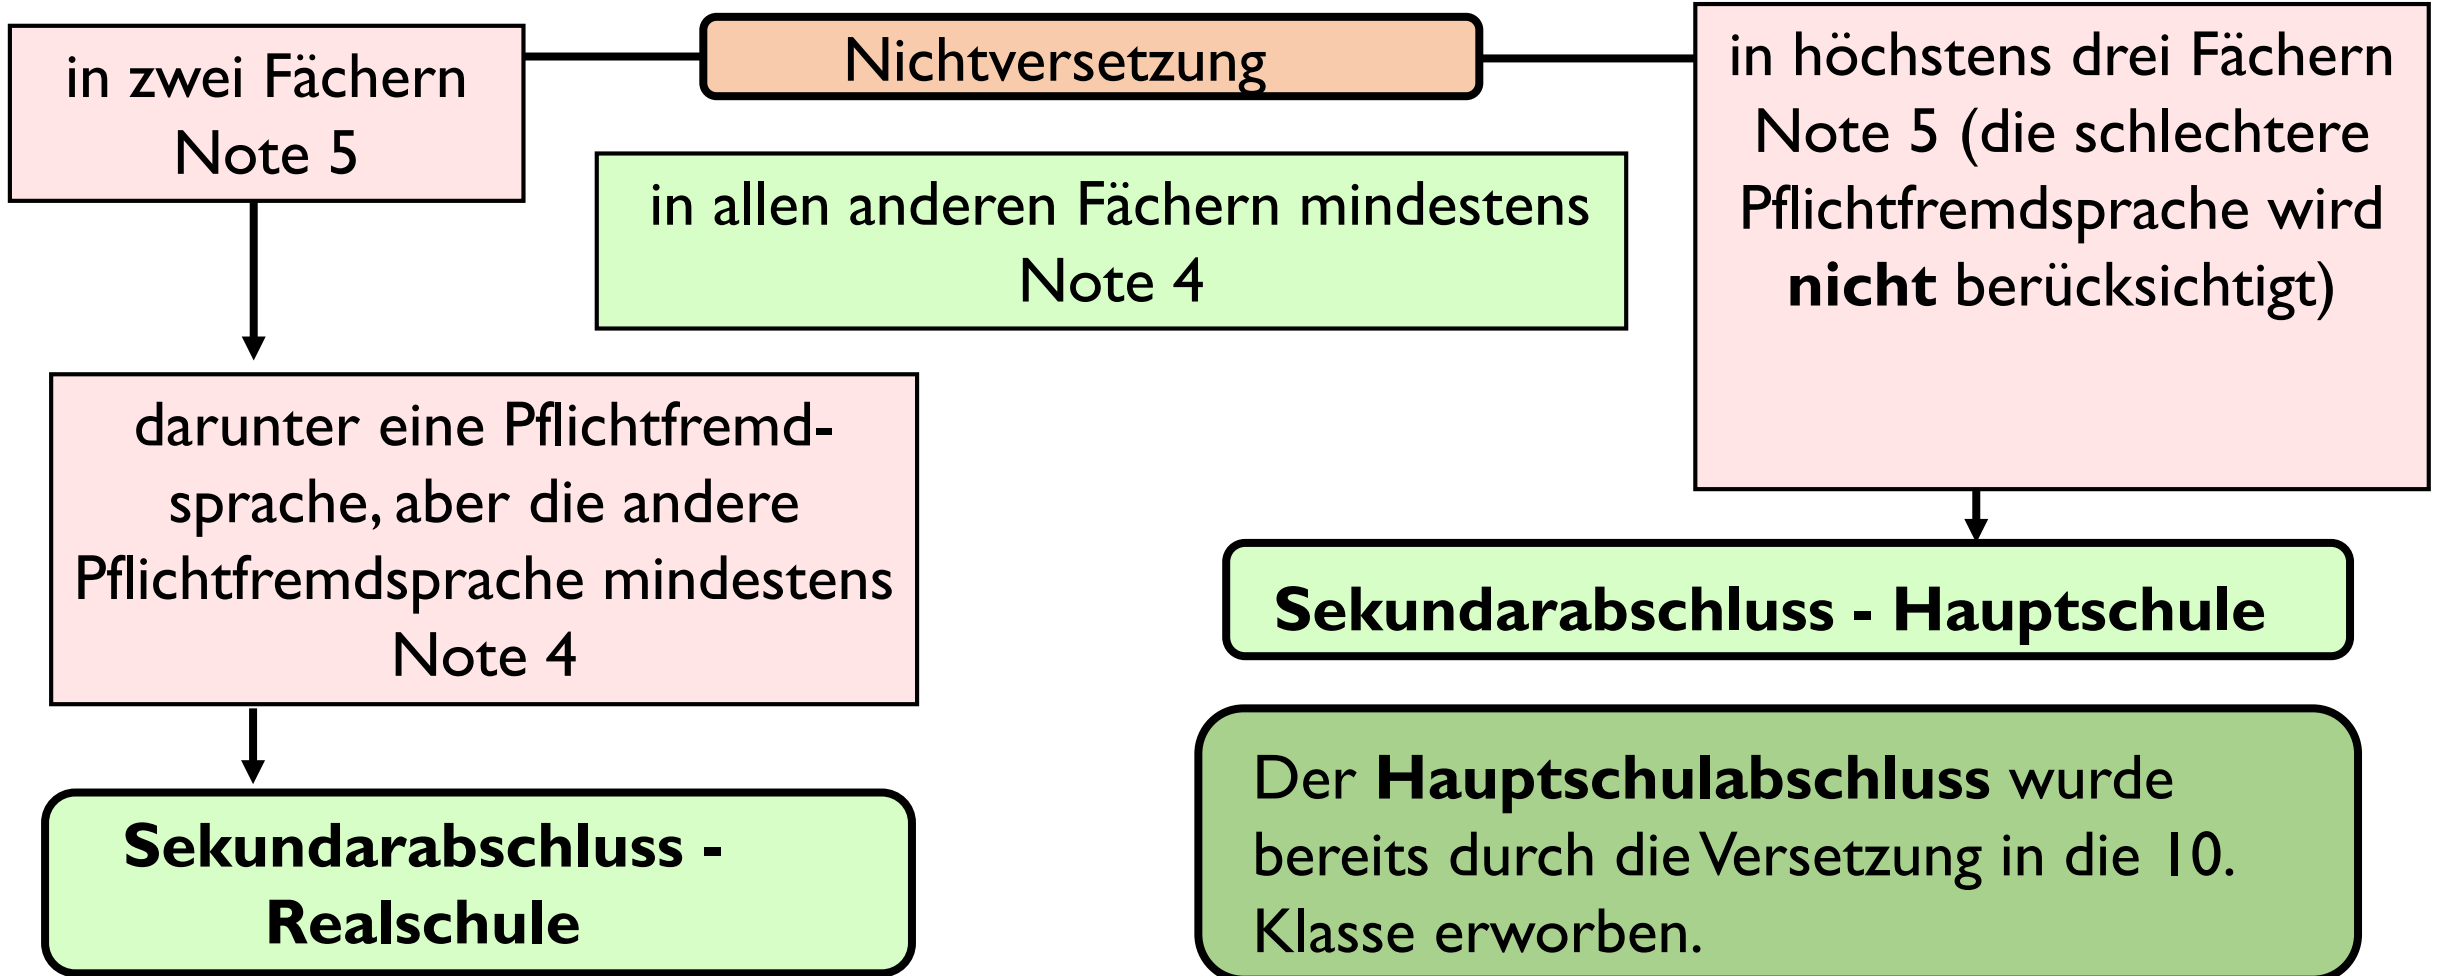 in zwei Fächern
Note 5
Nichtversetzung
in höchstens drei Fächern
Note 5 (die schlechtere
Pflichtfremdsprache wird
nicht berücksichtigt)
in allen anderen Fächern mindestens
Note 4
darunter eine Pflichtfremd-
sprache, aber die andere
Pflichtfremdsprache mindestens
Note 4
Sekundarabschluss - Hauptschule
Sekundarabschluss -
Realschule
Der Hauptschulabschluss wurde
bereits durch die Versetzung in die 10.
Klasse erworben.